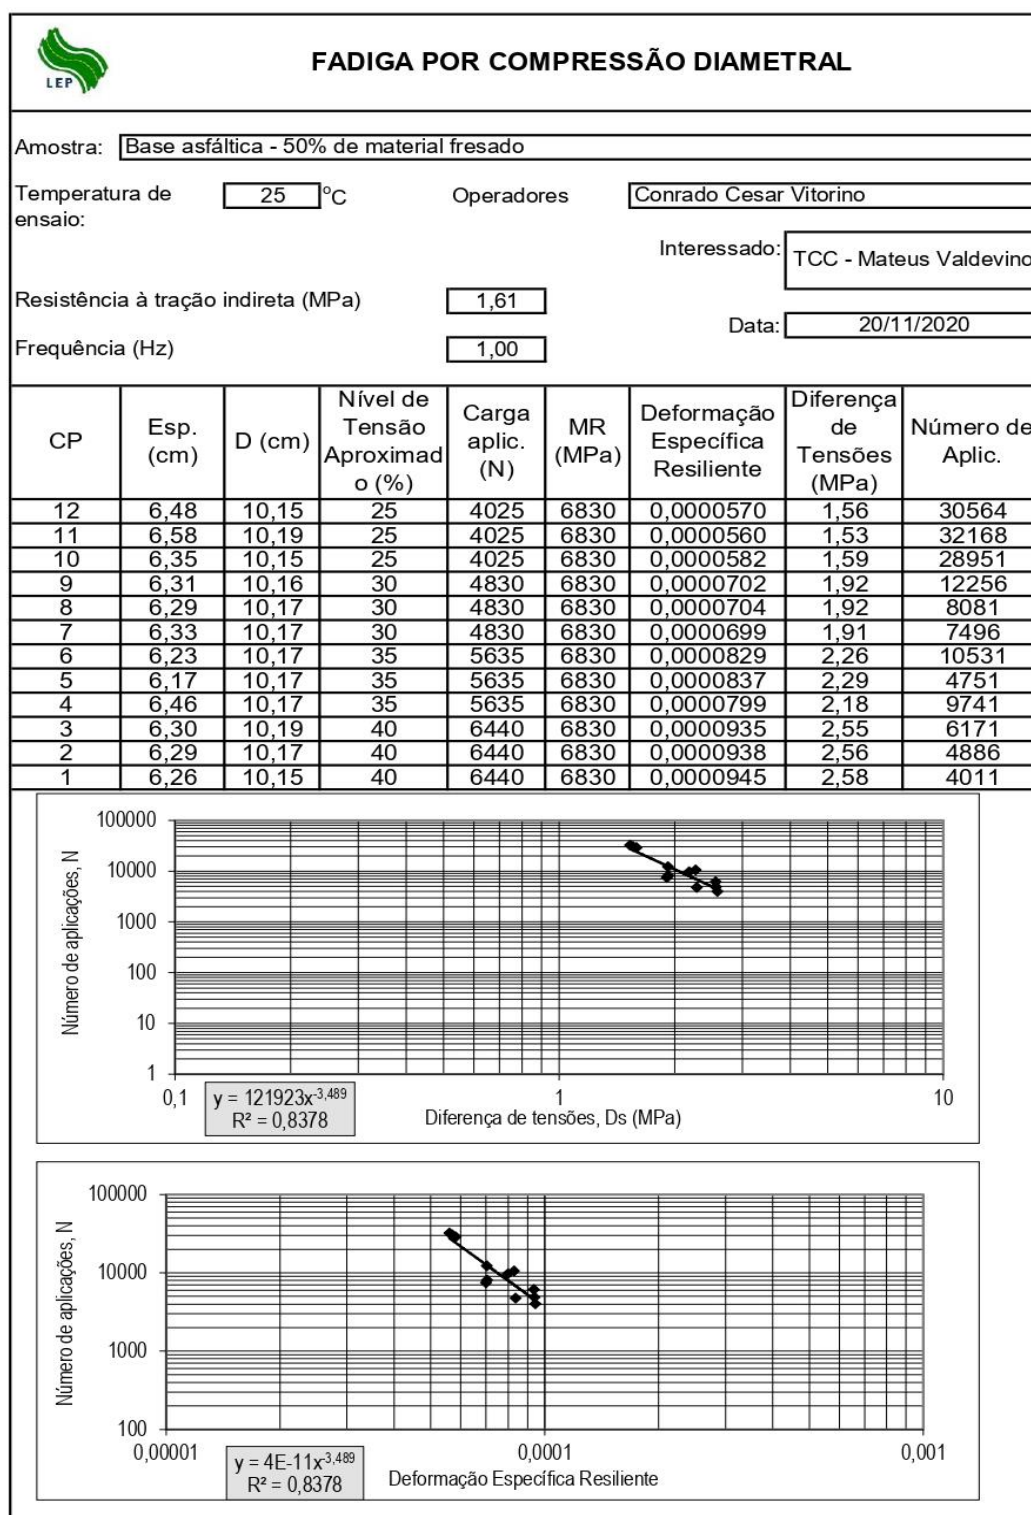 LEP
FADIGA POR COMPRESSÃO DIAMETRAL
Amostra: Base asfáltica - 50% de material fresado
Temperatura de ensaio: 25 ºC Operadores Conrado Cesar Vitorino
Interessado: TCC - Mateus Valdevino
Resistência à tração indireta (MPa) 1,61
Data: 20/11/2020
Frequência (Hz) 1,00
CP Esp. (cm) D (cm) Nível de Tensão Aproximado (%) Carga aplic. (N) MR (MPa) Deformação Específica Resiliente Diferença de Tensões (MPa) Número de Aplic.
12 6,48 10,15 25 4025 6830 0,0000570 1,56 30564
11 6,58 10,19 25 4025 6830 0,0000560 1,53 32168
10 6,35 10,15 25 4025 6830 0,0000582 1,59 28951
9 6,31 10,16 30 4830 6830 0,0000702 1,92 12256
8 6,29 10,17 30 4830 6830 0,0000704 1,92 8081
7 6,33 10,17 30 4830 6830 0,0000699 1,91 7496
6 6,23 10,17 35 5635 6830 0,0000829 2,26 10531
5 6,17 10,17 35 5635 6830 0,0000837 2,29 4751
4 6,46 10,17 35 5635 6830 0,0000799 2,18 9741
3 6,30 10,19 40 6440 6830 0,0000935 2,55 6171
2 6,29 10,17 40 6440 6830 0,0000938 2,56 4886
1 6,26 10,15 40 6440 6830 0,0000945 2,58 4011
Número de aplicações, N
100000
10000
1000
100
10
1
0,1 1 10
y = 121923x^-3,489
R² = 0,8378
Diferença de tensões, Ds (MPa)
Número de aplicações, N
100000
10000
1000
100
0,00001 0,0001 0,001
y = 4E-11x^-3,489
R² = 0,8378
Deformação Específica Resiliente